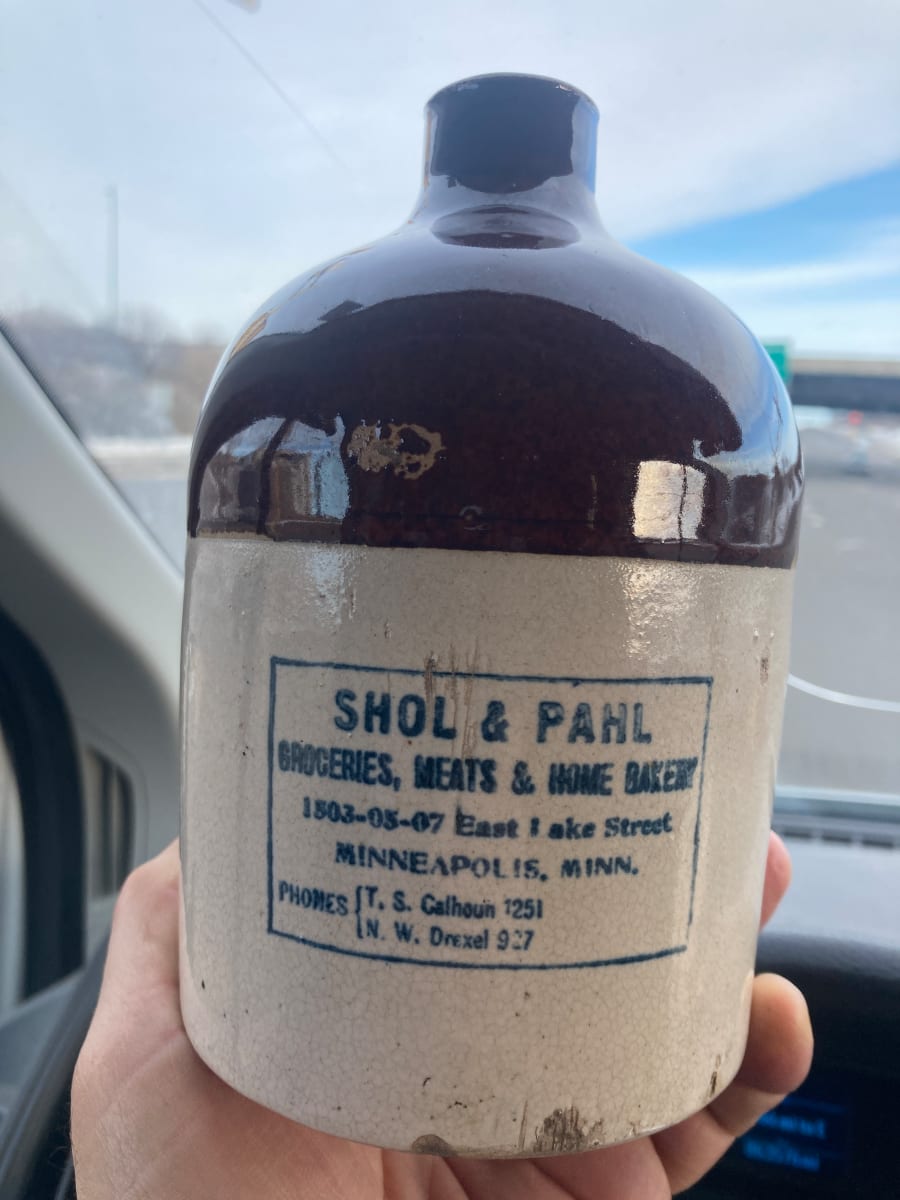 SHOL & PAHL
GROCERIES, MEATS & HOME BAKERY
1503-05-07 East Lake Street
MINNEAPOLIS, MINN.
PHONES { T. S. Calhoun 1251
N. W. Drexel 927